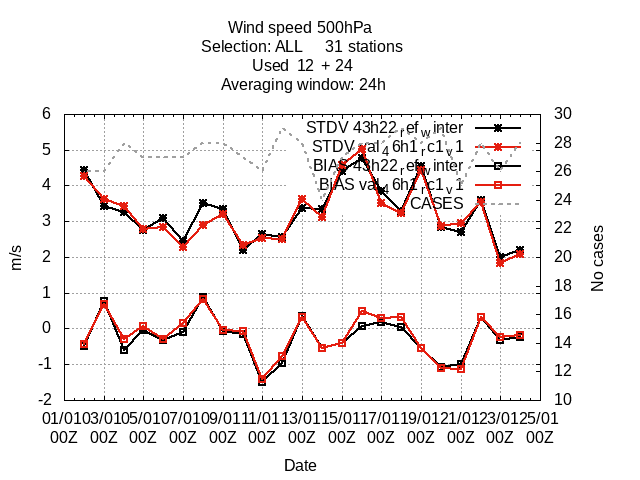 Wind speed 500hPa
Selection: ALL 31 stations
Used 12 + 24
Averaging window: 24h
6 30
STDV 43h22_ref_winter
5 28
STDV val_46h1_rc1_v1
BIAS 43h22_ref_winter
26
4
BIAS val_46h1_rc1_v1
24
CASES
3 22
2 20
m/s
No cases
1 18
0 16
-1 14
12
-2 10
01/01 03/01 05/01 07/01 09/01 11/01 13/01 15/01 17/01 19/01 21/01 23/01 25/01
00Z 00Z 00Z 00Z 00Z 00Z 00Z 00Z 00Z 00Z 00Z 00Z 00Z
Date